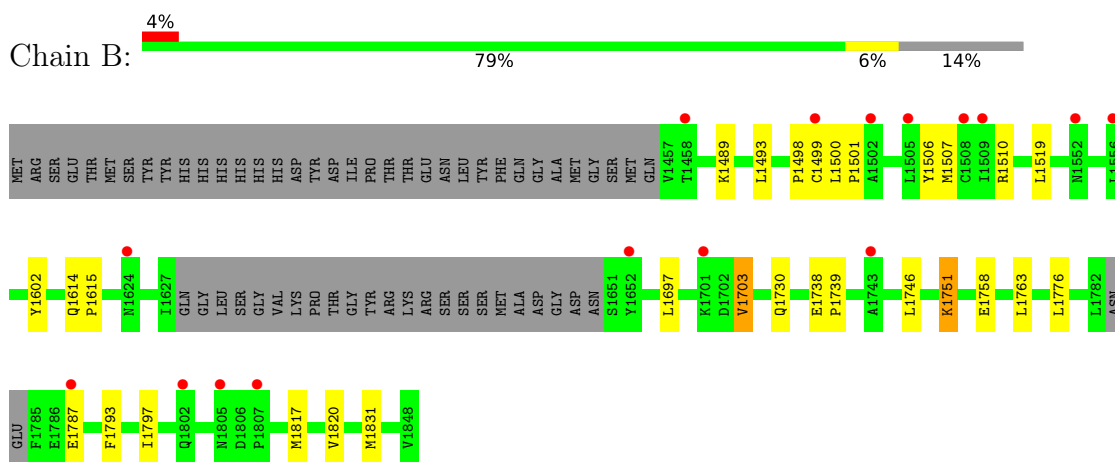 4%
Chain B:
79% 6% 14%
MET ARG SER GLU THR MET SER TYR TYR HIS HIS HIS HIS HIS HIS ASP TYR ASP ILE PRO THR THR GLU ASN LEU TYR PHE GLN GLY ALA MET GLY SER MET GLN V1457 T1458 K1489 L1493 P1498 C1499 L1500 P1501 A1502 L1505 Y1506 M1507 C1508 I1509 R1510 L1519 N1552 L1556
Y1602 Q1614 P1615 N1624 I1627 GLN GLY LEU SER GLY VAL LYS PRO THR GLY TYR ARG LYS ARG SER SER SER MET ALA ASP GLY ASP ASN S1651 Y1652 L1697 K1701 D1702 V1703 Q1730 E1738 P1739 A1743 L1746 K1751 E1758 L1763 L1776 L1782 ASN
GLU F1785 E1786 E1787 F1793 I1797 Q1802 N1805 D1806 P1807 M1817 V1820 M1831 V1848